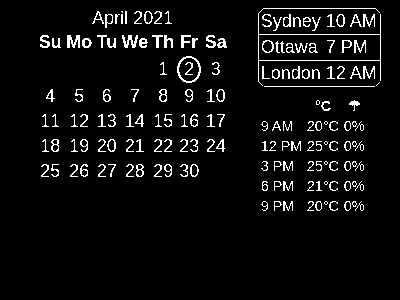 April 2021
Su Mo Tu We Th Fr Sa
1 2 3
4 5 6 7 8 9 10
11 12 13 14 15 16 17
18 19 20 21 22 23 24
25 26 27 28 29 30
Sydney 10 AM
Ottawa 7 PM
London 12 AM
°C ☂
9 AM 20°C 0%
12 PM 25°C 0%
3 PM 25°C 0%
6 PM 21°C 0%
9 PM 20°C 0%